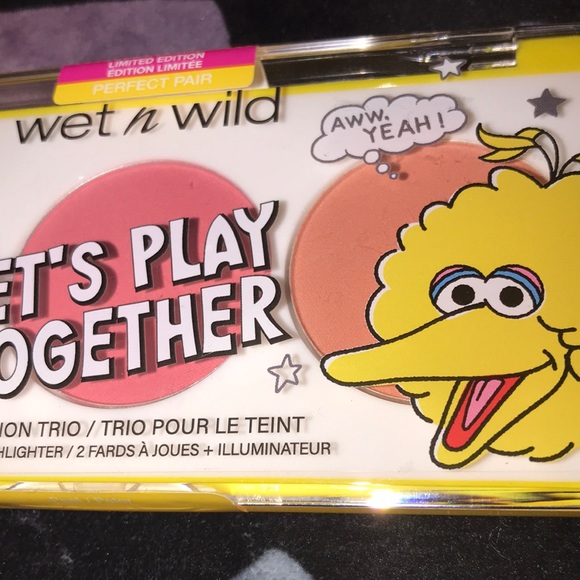 LIMITED EDITION
ÉDITION LIMITÉE
PERFECT PAIR
wet n wild
AWW,
YEAH!
ET'S PLAY
OGETHER
ION TRIO / TRIO POUR LE TEINT
HLIGHTER / 2 FARDS À JOUES + ILLUMINATEUR